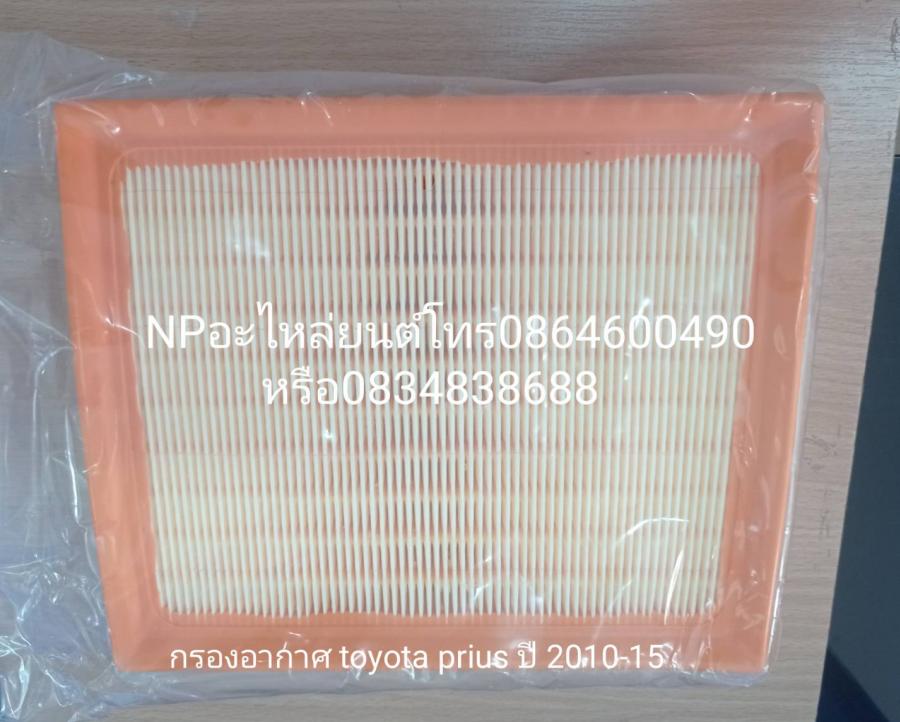 NPอะไหล่ยนต์โทร0864600490
หรือ0834838688
กรองอากาศ toyota prius ปี 2010-15